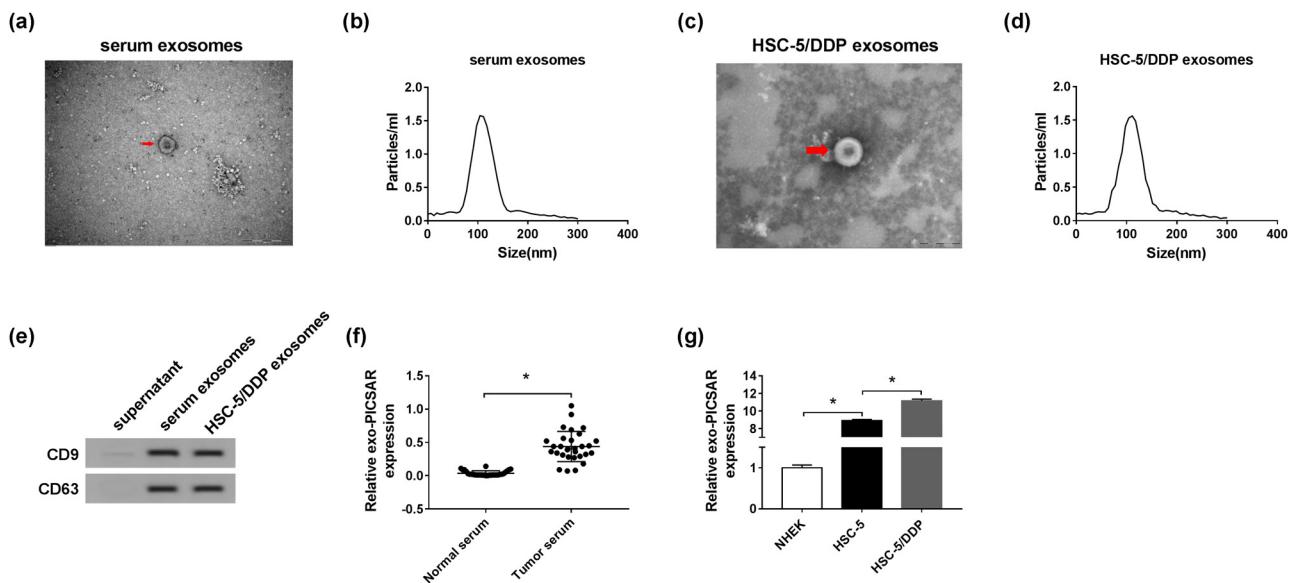 (a)
serum exosomes
(b)
serum exosomes
Particles/ml
2.0
1.5
1.0
0.5
0.0
0
100
200
300
400
Size(nm)
(c)
HSC-5/DDP exosomes
(d)
HSC-5/DDP exosomes
Particles/ml
2.0
1.5
1.0
0.5
0.0
0
100
200
300
400
Size(nm)
(e)
supernatant
serum exosomes
HSC-5/DDP exosomes
CD9
CD63
(f)
Relative exo-PICSAR
expression
1.5
1.0
0.5
0.0
-0.5
*
Normal serum
Tumor serum
(g)
Relative exo-PICSAR
expression
14
12
10
8
1
0
*
*
NHEK
HSC-5
HSC-5/DDP